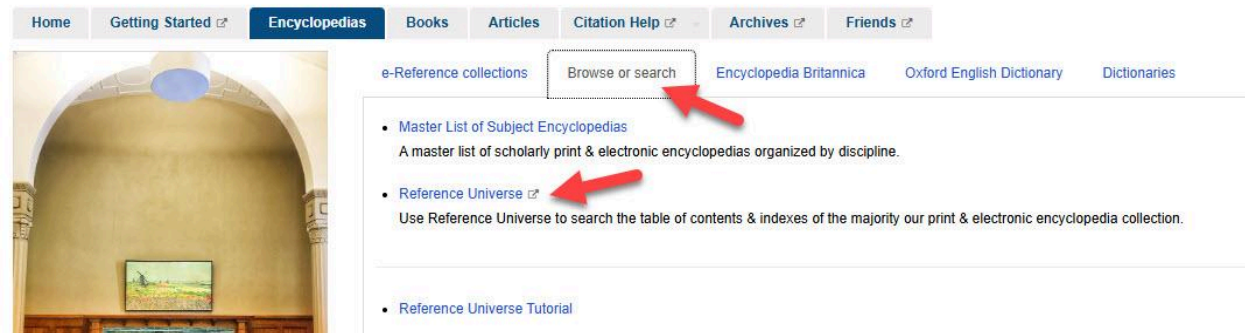 Home Getting Started Encyclopedias Books Articles Citation Help Archives Friends
e-Reference collections Browse or search Encyclopedia Britannica Oxford English Dictionary Dictionaries
Master List of Subject Encyclopedias
A master list of scholarly print & electronic encyclopedias organized by discipline.
Reference Universe
Use Reference Universe to search the table of contents & indexes of the majority our print & electronic encyclopedia collection.
Reference Universe Tutorial